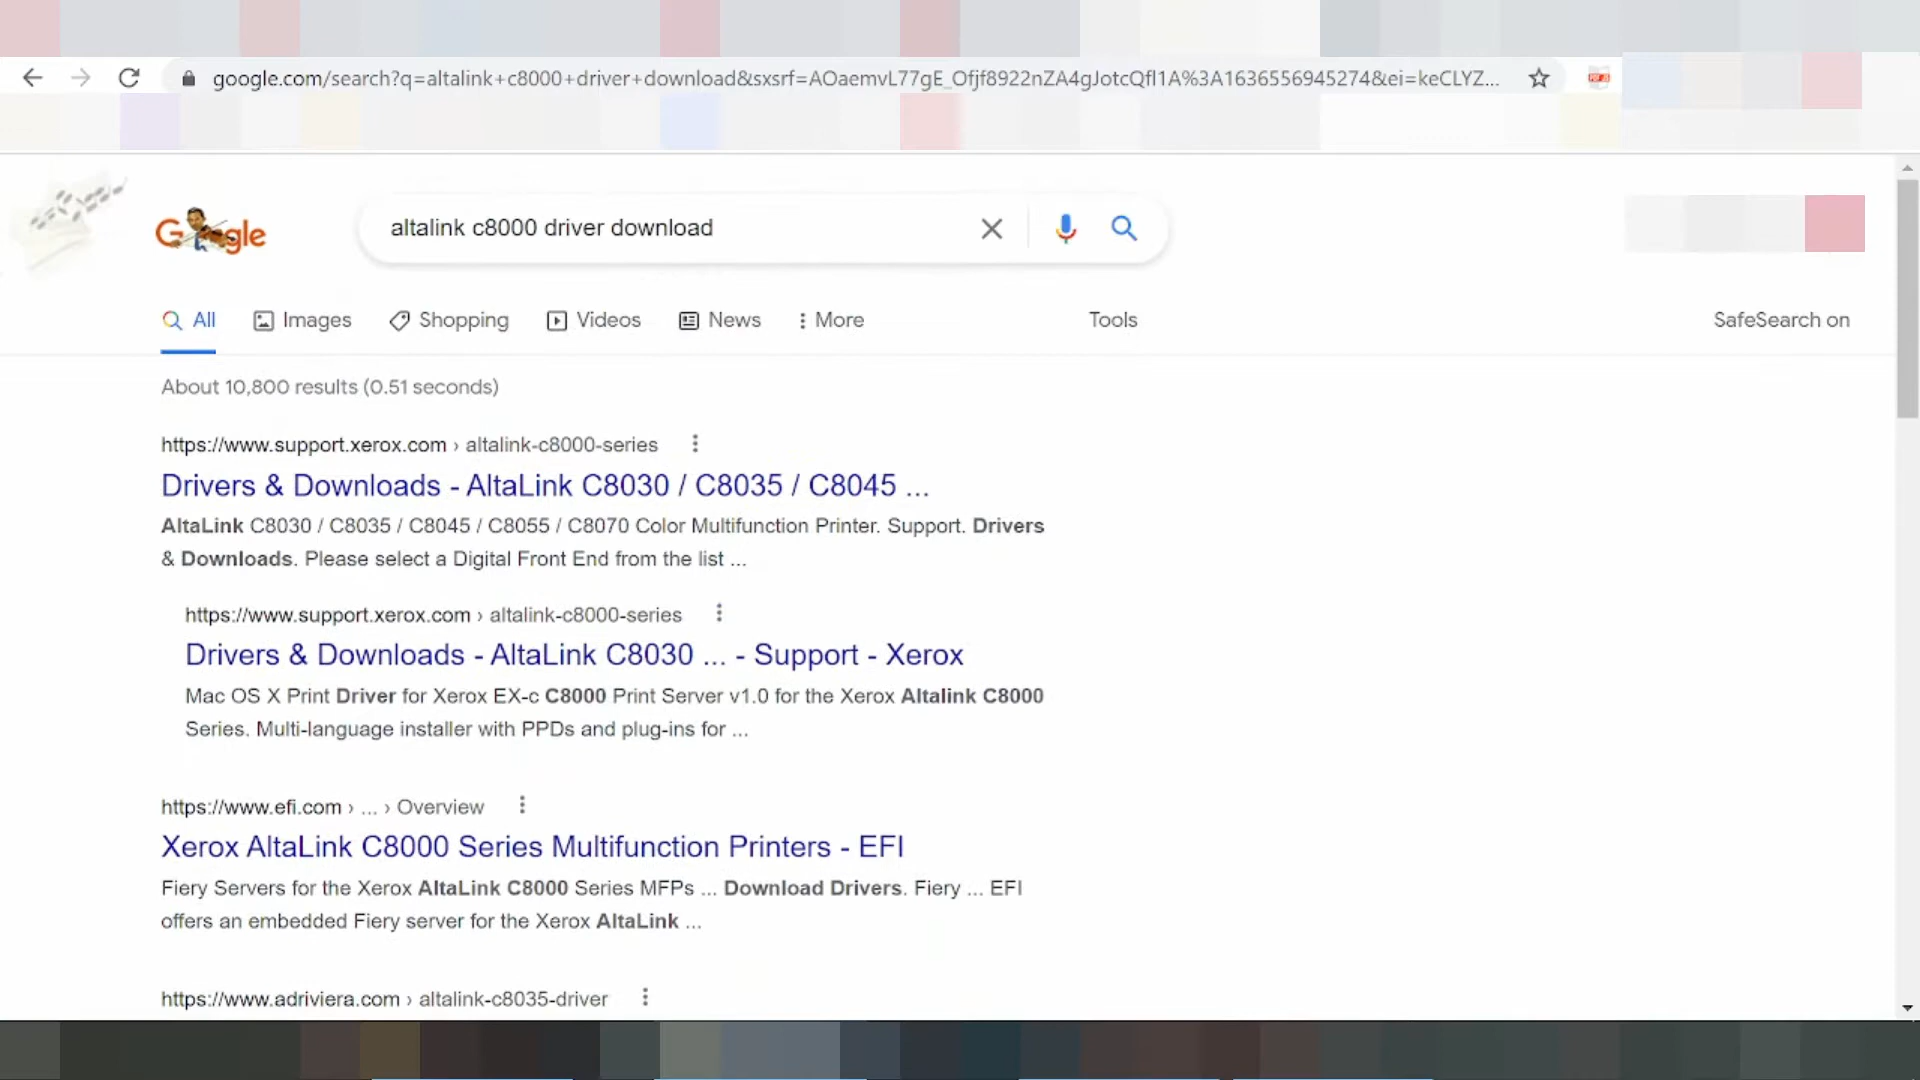 google.com/search?q=altalink+c8000+driver+download&sxsrf=AOaemvL77gE_Ofjf8922nZA4gJotcQfl1A%3A1636556945274&ei=keCLYZ...
Google
altalink c8000 driver download
All Images Shopping Videos News More Tools SafeSearch on
About 10,800 results (0.51 seconds)
https://www.support.xerox.com › altalink-c8000-series
Drivers & Downloads - AltaLink C8030 / C8035 / C8045 ...
AltaLink C8030 / C8035 / C8045 / C8055 / C8070 Color Multifunction Printer. Support. Drivers
& Downloads. Please select a Digital Front End from the list ...
https://www.support.xerox.com › altalink-c8000-series
Drivers & Downloads - AltaLink C8030 ... - Support - Xerox
Mac OS X Print Driver for Xerox EX-c C8000 Print Server v1.0 for the Xerox Altalink C8000
Series. Multi-language installer with PPDs and plug-ins for ...
https://www.efi.com › ... › Overview
Xerox AltaLink C8000 Series Multifunction Printers - EFI
Fiery Servers for the Xerox AltaLink C8000 Series MFPs ... Download Drivers. Fiery ... EFI
offers an embedded Fiery server for the Xerox AltaLink ...
https://www.adriviera.com › altalink-c8035-driver